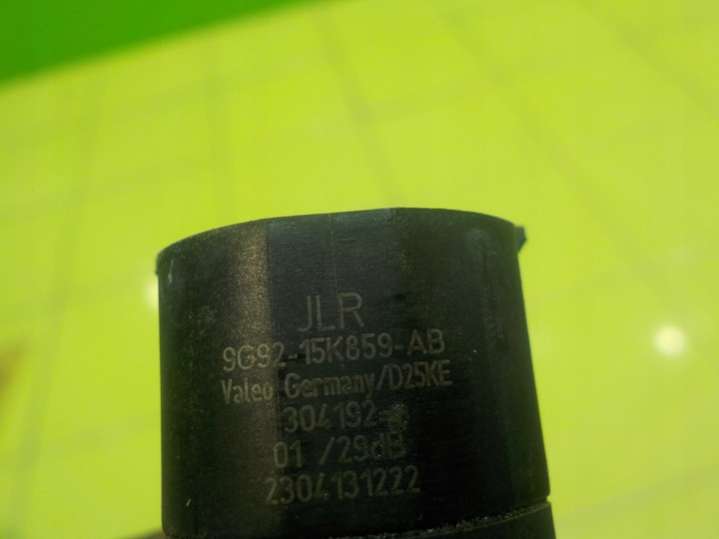 JLR
9G92-15K859-AB
Valeo Germany/D25KE
304192
01 /29dB
2304131222